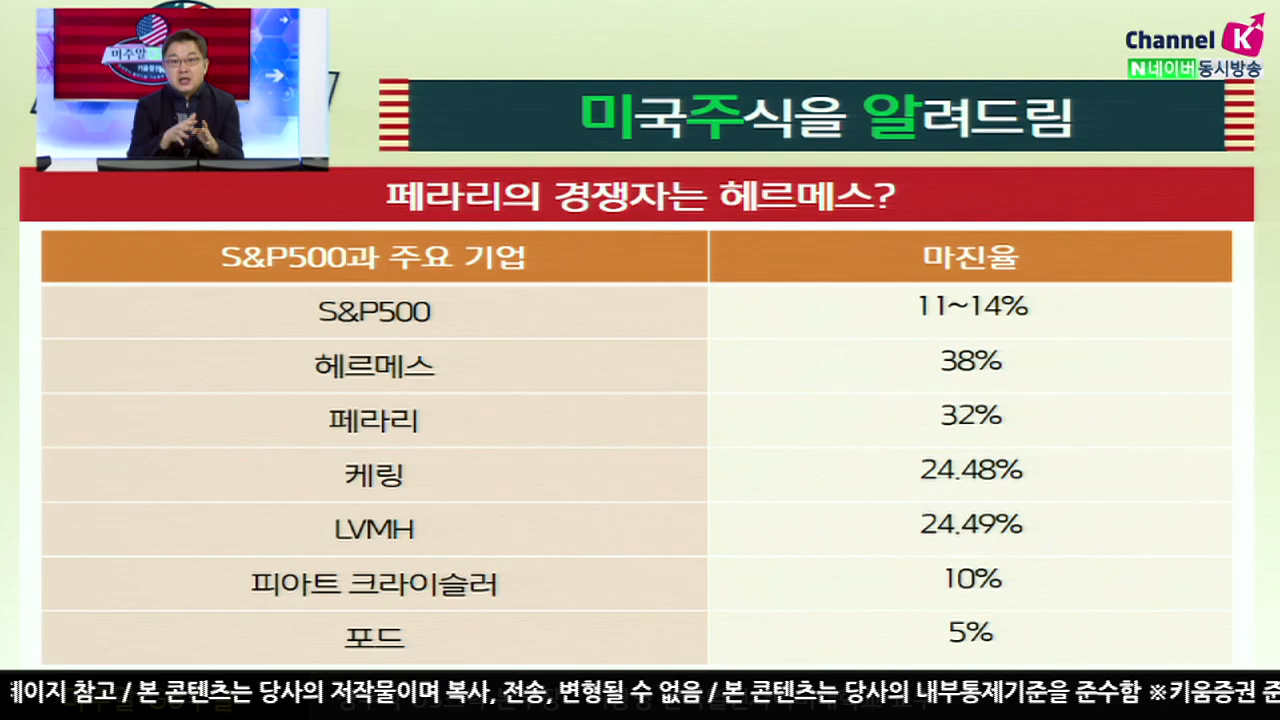 Channel K
N네이버 동시방송
미주알
미국주식을 알려드림
페라리의 경쟁자는 헤르메스?
S&P500과 주요 기업 마진율
S&P500 11~14%
헤르메스 38%
페라리 32%
케링 24.48%
LVMH 24.49%
피아트 크라이슬러 10%
포드 5%
참고 / 본 콘텐츠는 당사의 저작물이며 복사, 전송, 변형될 수 없음 / 본 콘텐츠는 당사의 내부통제기준을 준수함 ※키움증권 준